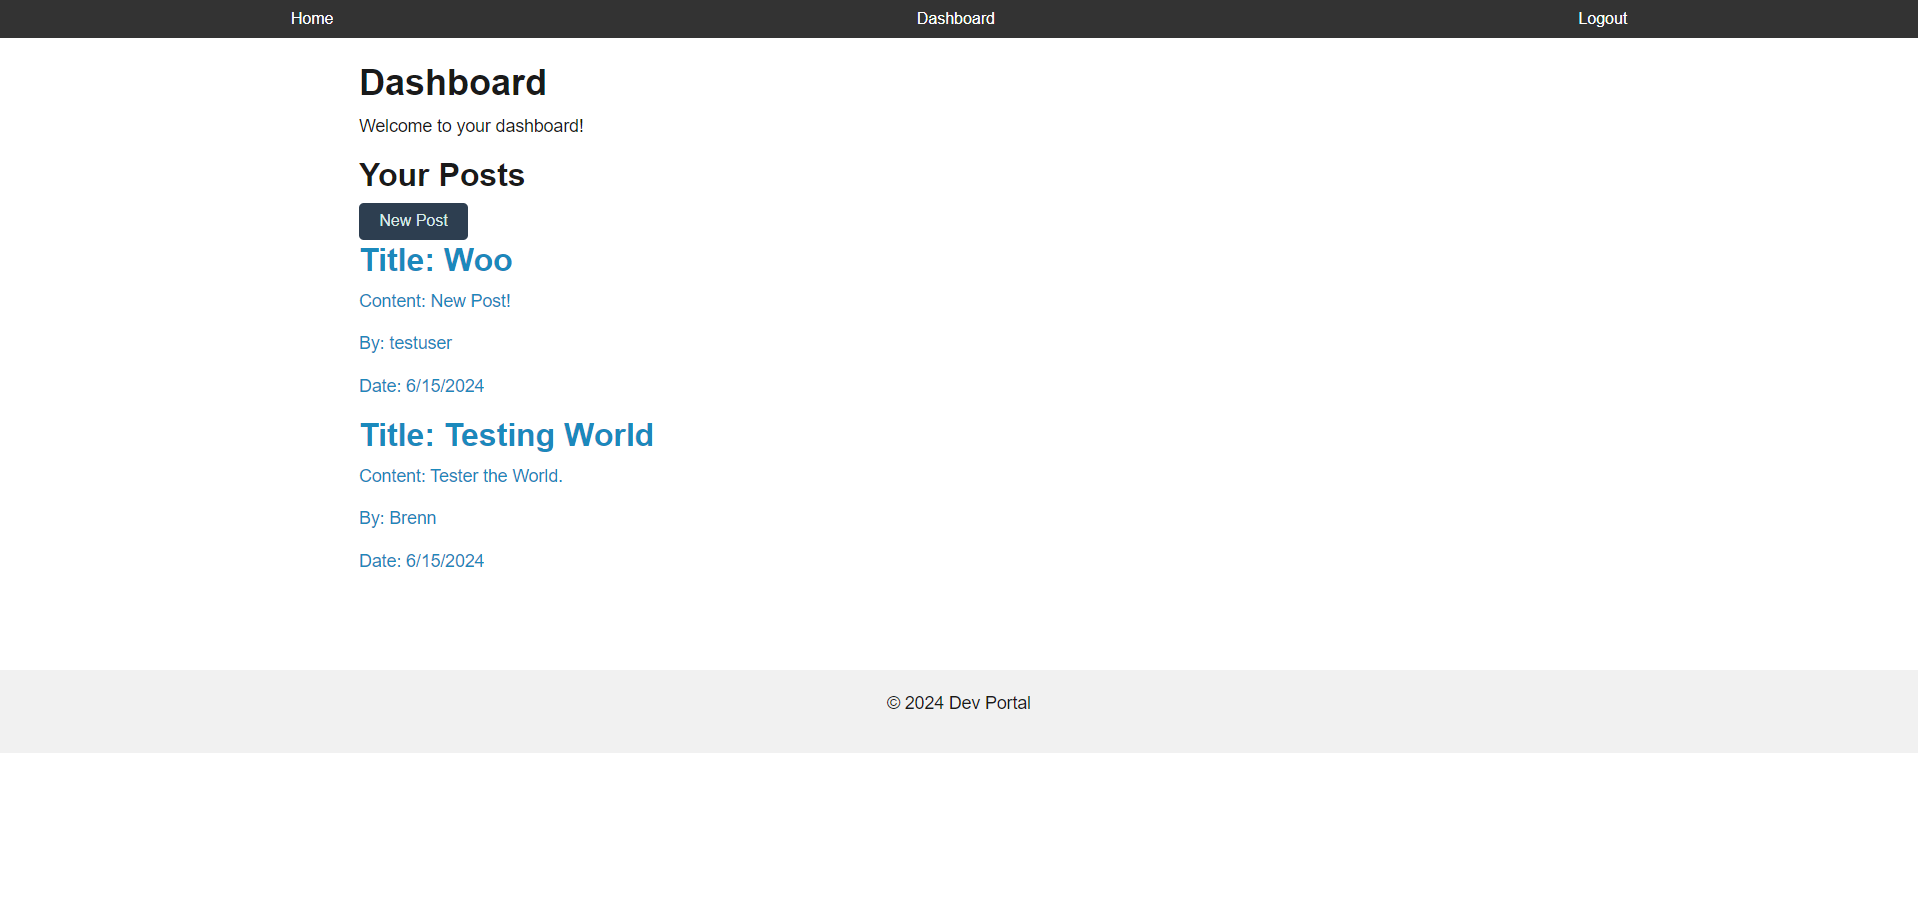 Home Dashboard Logout
Dashboard
Welcome to your dashboard!
Your Posts
New Post
Title: Woo
Content: New Post!
By: testuser
Date: 6/15/2024
Title: Testing World
Content: Tester the World.
By: Brenn
Date: 6/15/2024
© 2024 Dev Portal